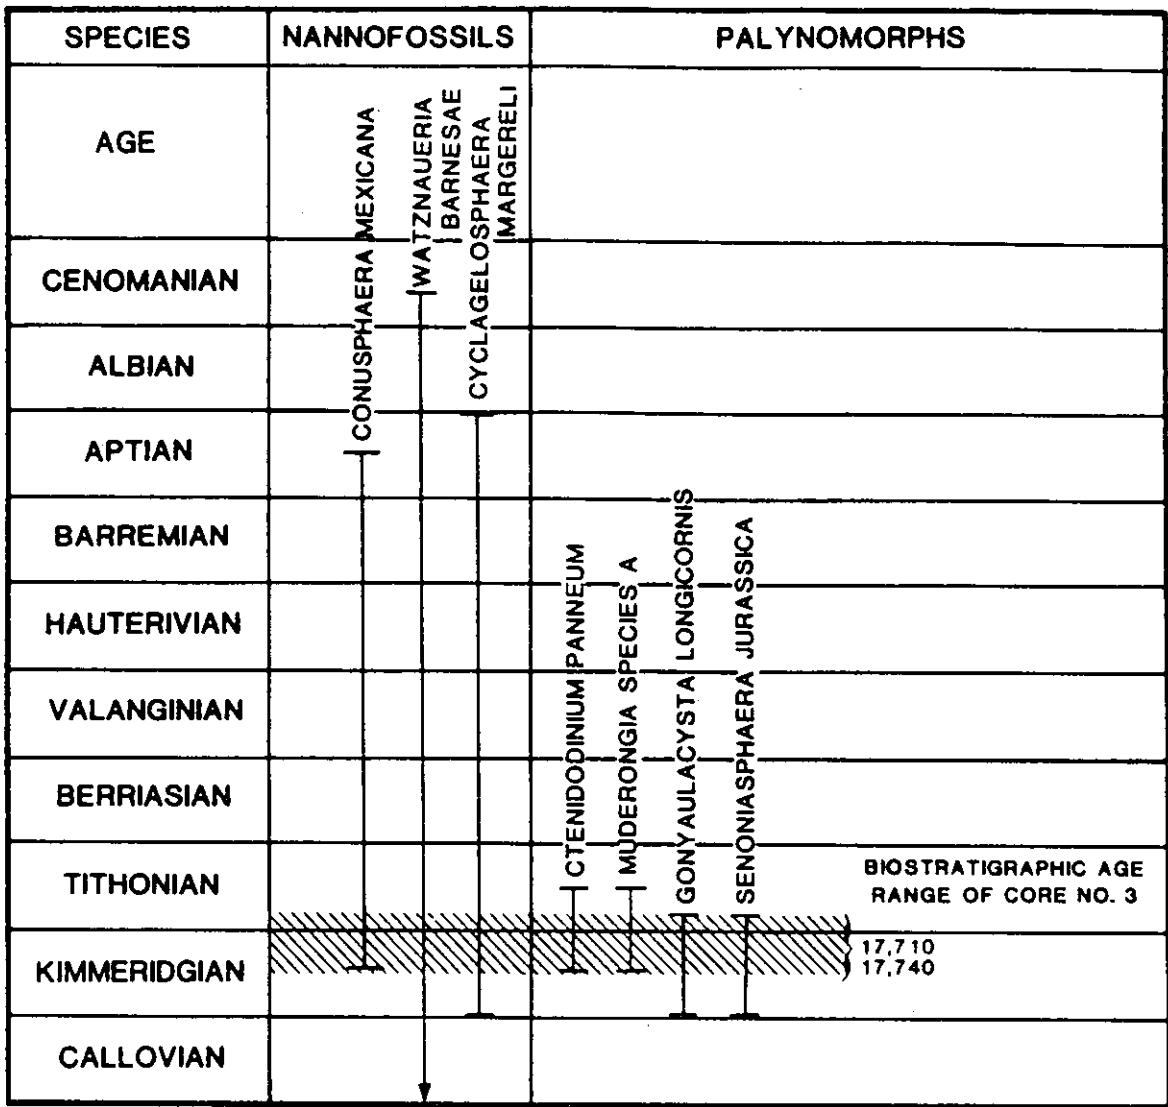 SPECIES
NANNOFOSSILS
PALYNOMORPHS
AGE
CONUSPHAERA MEXICANA
WATZNAUERIA
BARNESAE
CYCLAGELOSPHAERA
MARGERELI
CENOMANIAN
ALBIAN
APTIAN
BARREMIAN
HAUTERIVIAN
VALANGINIAN
BERRIASIAN
TITHONIAN
KIMMERIDGIAN
CALLOVIAN
CTENIDODINIUM PANNEUM
MUDERONGIA SPECIES A
GONYAULACYSTA LONGICORNIS
SENONIASPHAERA JURASSICA
BIOSTRATIGRAPHIC AGE
RANGE OF CORE NO. 3
17,710
17,740